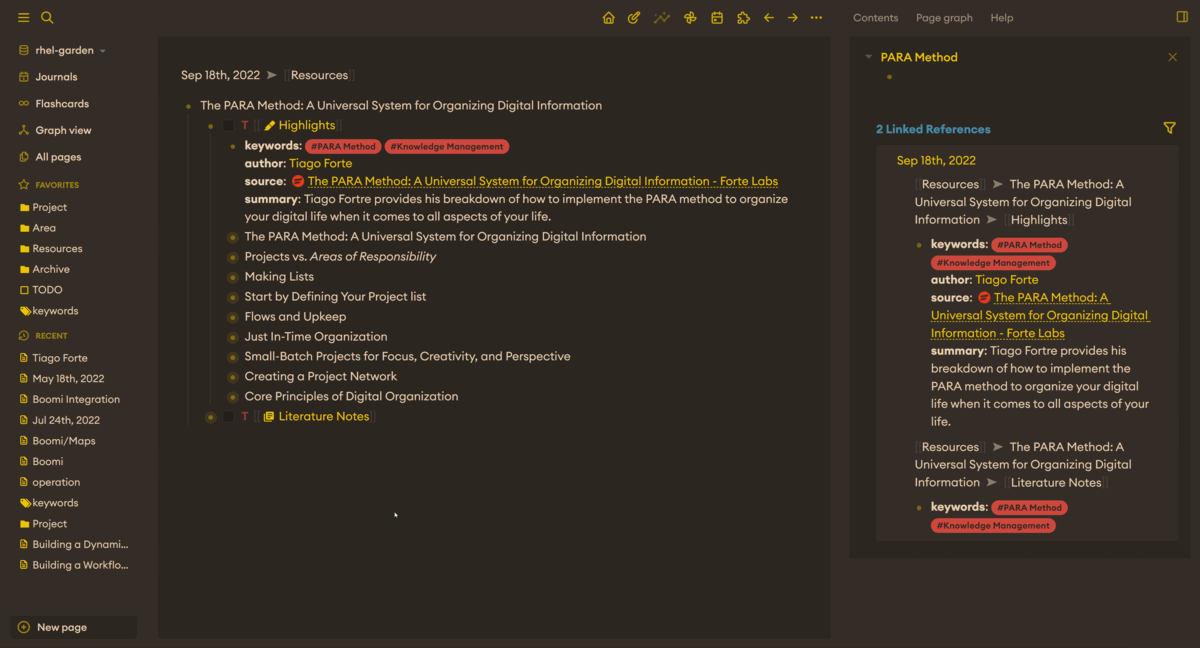 Contents Page graph Help
rhel-garden
Journals
Flashcards
Graph view
All pages
FAVORITES
Project
Area
Resources
Archive
TODO
keywords
RECENT
Tiago Forte
May 18th, 2022
Boomi Integration
Jul 24th, 2022
Boomi/Maps
Boomi
operation
keywords
Project
Building a Dynami...
Building a Workflo...
New page
Sep 18th, 2022 ➤ [[Resources]]
The PARA Method: A Universal System for Organizing Digital Information
T [[Highlights]]
keywords: #PARA Method #Knowledge Management
author: Tiago Forte
source: The PARA Method: A Universal System for Organizing Digital Information - Forte Labs
summary: Tiago Fortre provides his breakdown of how to implement the PARA method to organize
your digital life when it comes to all aspects of your life.
The PARA Method: A Universal System for Organizing Digital Information
Projects vs. Areas of Responsibility
Making Lists
Start by Defining Your Project list
Flows and Upkeep
Just In-Time Organization
Small-Batch Projects for Focus, Creativity, and Perspective
Creating a Project Network
Core Principles of Digital Organization
T [[Literature Notes]]
PARA Method
2 Linked References
Sep 18th, 2022
[[Resources]] ➤ The PARA Method: A
Universal System for Organizing Digital
Information ➤ [[Highlights]]
keywords: #PARA Method
#Knowledge Management
author: Tiago Forte
source: The PARA Method: A
Universal System for Organizing Digital
Information - Forte Labs
summary: Tiago Fortre provides his
breakdown of how to implement the
PARA method to organize your digital
life when it comes to all aspects of your
life.
[[Resources]] ➤ The PARA Method: A
Universal System for Organizing Digital
Information ➤ [[Literature Notes]]
keywords: #PARA Method
#Knowledge Management